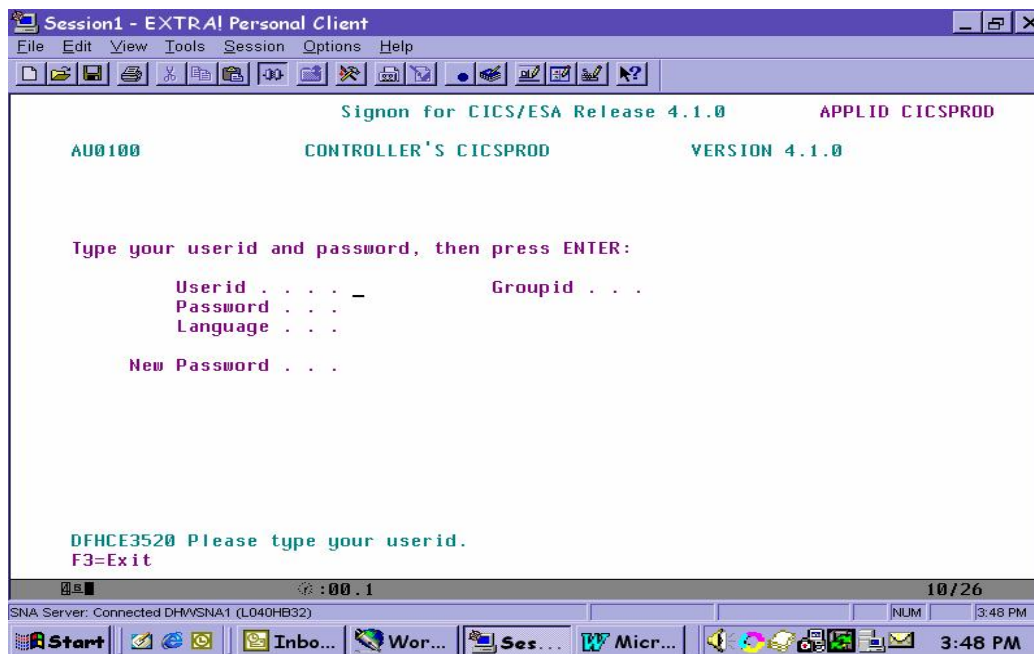 Session1 - EXTRA! Personal Client
File Edit View Tools Session Options Help
Signon for CICS/ESA Release 4.1.0 APPLID CICSPROD
AU0100 CONTROLLER'S CICSPROD VERSION 4.1.0
Type your userid and password, then press ENTER:
Userid . . . . _ Groupid . . .
Password . . .
Language . . .
New Password . . .
DFHCE3520 Please type your userid.
F3=Exit
:00.1 10/26
SNA Server: Connected DHWSNA1 (L040HB32) NUM 3:48 PM
Start Inbo... Wor... Ses... Micr... 3:48 PM